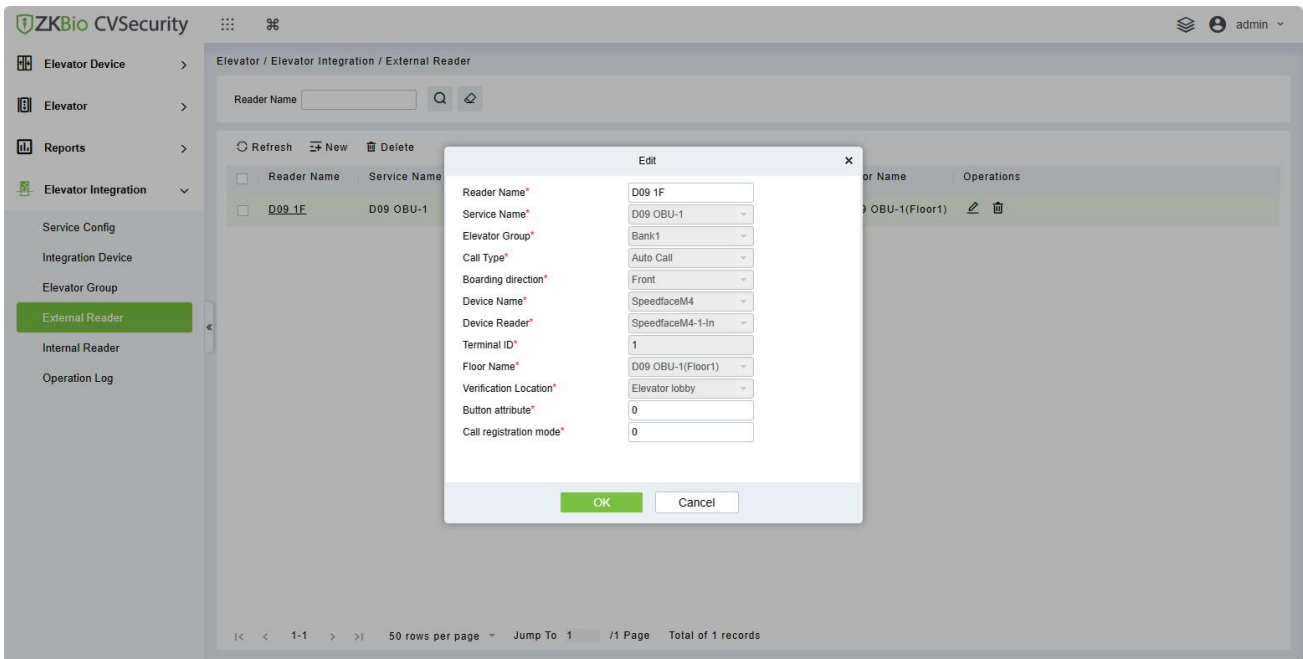 ZKBio CVSecurity
admin
Elevator Device
Elevator
Reports
Elevator Integration
Service Config
Integration Device
Elevator Group
External Reader
Internal Reader
Operation Log
Elevator / Elevator Integration / External Reader
Reader Name
Refresh New Delete
Reader Name Service Name or Name Operations
D09 1F D09 OBU-1 OBU-1(Floor1)
Edit
Reader Name* D09 1F
Service Name* D09 OBU-1
Elevator Group* Bank1
Call Type* Auto Call
Boarding direction* Front
Device Name* SpeedfaceM4
Device Reader* SpeedfaceM4-1-In
Terminal ID* 1
Floor Name* D09 OBU-1(Floor1)
Verification Location* Elevator lobby
Button attribute* 0
Call registration mode* 0
OK Cancel
1-1 50 rows per page Jump To 1 /1 Page Total of 1 records